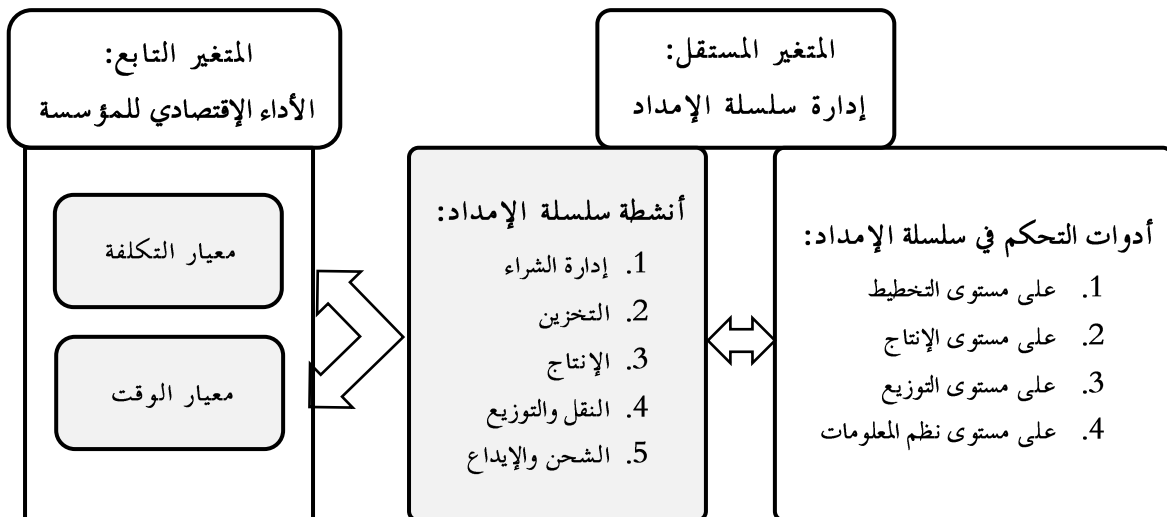 المتغير المستقل:
إدارة سلسلة الإمداد
المتغير التابع:
الأداء الإقتصادي للمؤسسة
أدوات التحكم في سلسلة الإمداد:
1. على مستوى التخطيط
2. على مستوى الإنتاج
3. على مستوى التوزيع
4. على مستوى نظم المعلومات
أنشطة سلسلة الإمداد:
1. إدارة الشراء
2. التخزين
3. الإنتاج
4. النقل والتوزيع
5. الشحن والإيداع
معيار التكلفة
معيار الوقت